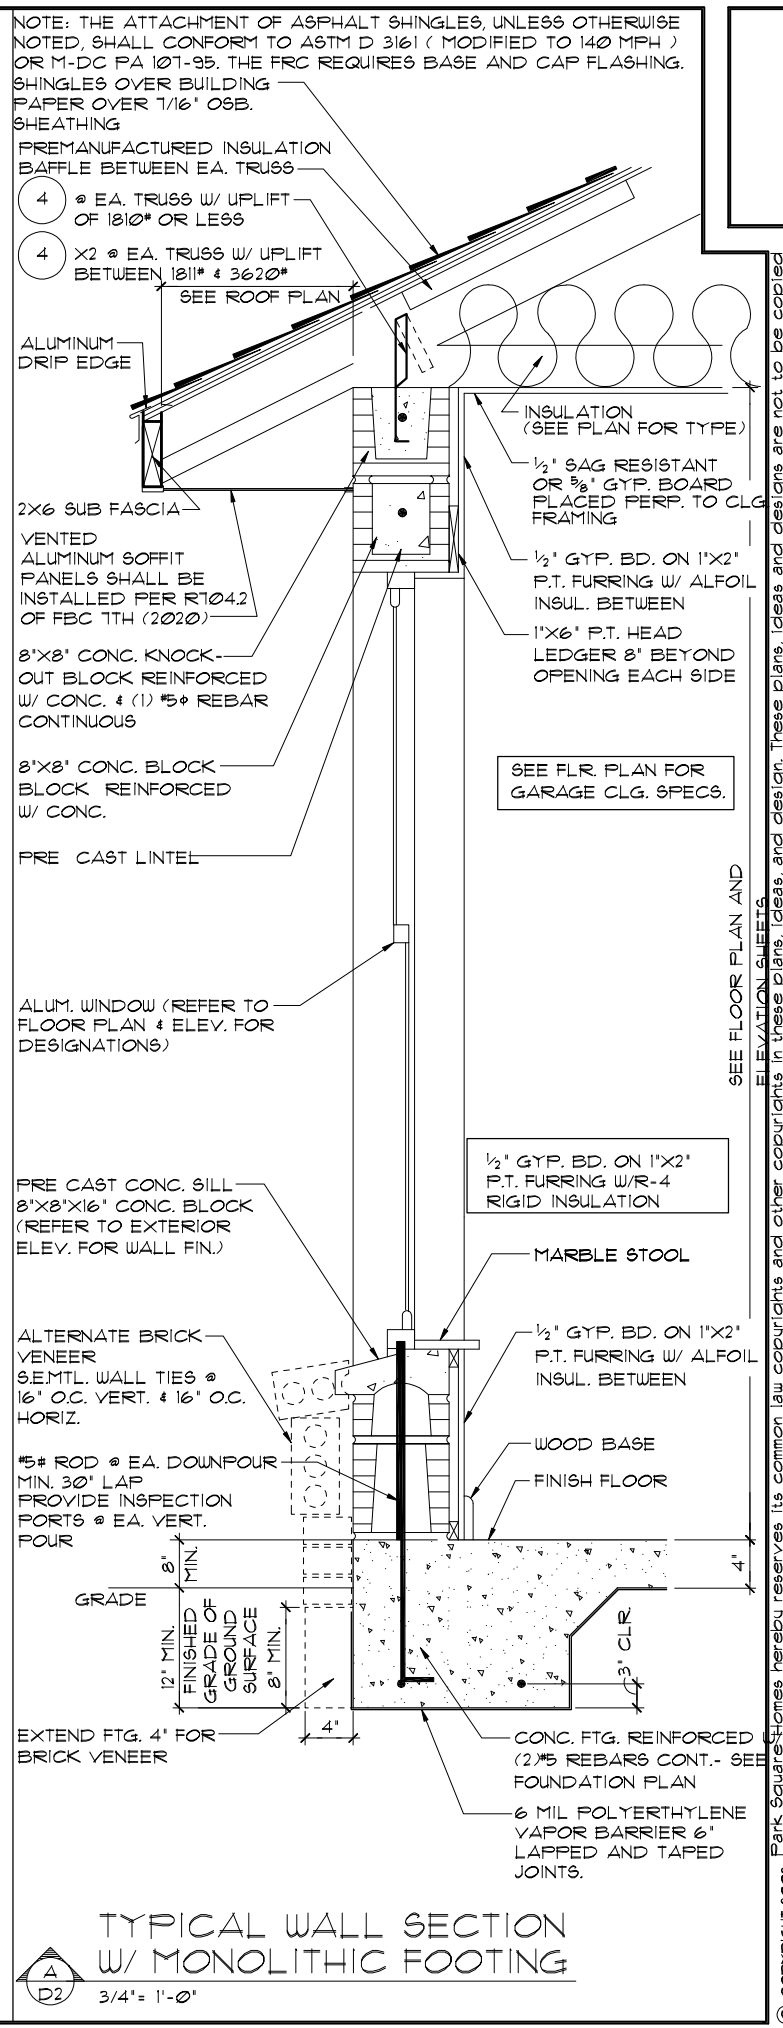 NOTE: THE ATTACHMENT OF ASPHALT SHINGLES, UNLESS OTHERWISE
NOTED, SHALL CONFORM TO ASTM D 3161 ( MODIFIED TO 140 MPH )
OR M-DC PA 107-95. THE FRC REQUIRES BASE AND CAP FLASHING.
SHINGLES OVER BUILDING
PAPER OVER 7/16" OSB.
SHEATHING
PREMANUFACTURED INSULATION
BAFFLE BETWEEN EA. TRUSS
4 @ EA. TRUSS W/ UPLIFT
OF 1810# OR LESS
4 X2 @ EA. TRUSS W/ UPLIFT
BETWEEN 1811# & 3620#
SEE ROOF PLAN
ALUMINUM
DRIP EDGE
INSULATION
(SEE PLAN FOR TYPE)
1/2" SAG RESISTANT
OR 5/8" GYP. BOARD
PLACED PERP. TO CLG
FRAMING
2X6 SUB FASCIA
VENTED
ALUMINUM SOFFIT
PANELS SHALL BE
INSTALLED PER R704.2
OF FBC 7TH (2020)
1/2" GYP. BD. ON 1"X2"
P.T. FURRING W/ ALFOIL
INSUL. BETWEEN
1"X6" P.T. HEAD
LEDGER 8" BEYOND
OPENING EACH SIDE
8"X8" CONC. KNOCK-
OUT BLOCK REINFORCED
W/ CONC. & (1) #5Φ REBAR
CONTINUOUS
8"X8" CONC. BLOCK
BLOCK REINFORCED
W/ CONC.
SEE FLR. PLAN FOR
GARAGE CLG. SPECS.
PRE CAST LINTEL
SEE FLOOR PLAN AND
ELEVATION SHEETS
ALUM. WINDOW (REFER TO
FLOOR PLAN & ELEV. FOR
DESIGNATIONS)
1/2" GYP. BD. ON 1"X2"
P.T. FURRING W/R-4
RIGID INSULATION
PRE CAST CONC. SILL
8"X8"X16" CONC. BLOCK
(REFER TO EXTERIOR
ELEV. FOR WALL FIN.)
MARBLE STOOL
ALTERNATE BRICK
VENEER
S.E.MTL. WALL TIES @
16" O.C. VERT. & 16" O.C.
HORIZ.
1/2" GYP. BD. ON 1"X2"
P.T. FURRING W/ ALFOIL
INSUL. BETWEEN
WOOD BASE
FINISH FLOOR
#5# ROD @ EA. DOWNPOUR
MIN. 30" LAP
PROVIDE INSPECTION
PORTS @ EA. VERT.
POUR
8"
MIN.
4"
GRADE
12" MIN.
FINISHED
GRADE OF
GROUND
SURFACE
8" MIN.
3" CLR.
4"
EXTEND FTG. 4" FOR
BRICK VENEER
CONC. FTG. REINFORCED W/
(2)#5 REBARS CONT.- SEE
FOUNDATION PLAN
6 MIL POLYERTHYLENE
VAPOR BARRIER 6"
LAPPED AND TAPED
JOINTS.
A
D2
TYPICAL WALL SECTION
W/ MONOLITHIC FOOTING
3/4"= 1'-0"
Park Square Homes hereby reserves its common law copyrights and other copyrights in these plans, ideas, and design. These plans, ideas and designs are not to be copied